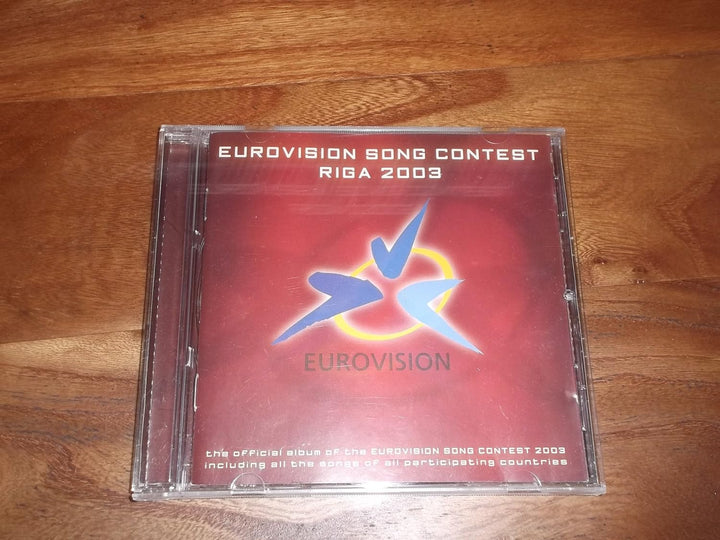 EUROVISION SONG CONTEST
RIGA 2003
EUROVISION
the official album of the EUROVISION SONG CONTEST 2003
including all the songs of all participating countries